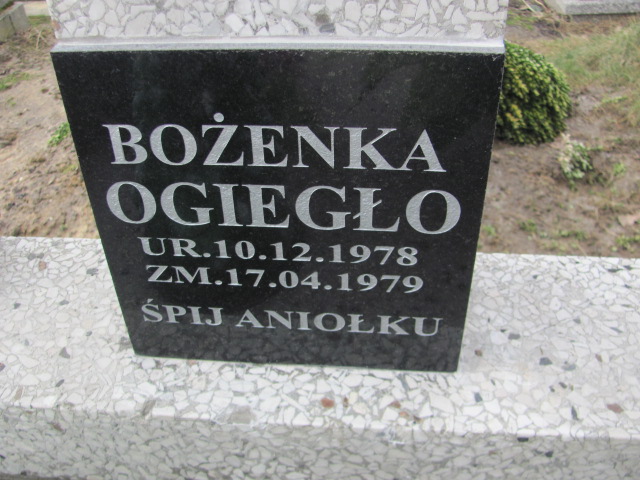 BOŻENKA
OGIEGŁO
UR.10.12.1978
ZM.17.04.1979
ŚPIJ ANIOŁKU